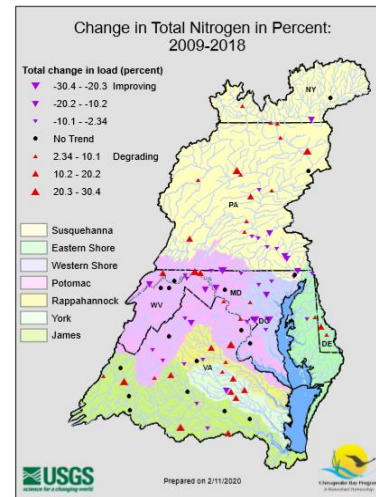 Change in Total Nitrogen in Percent:
2009-2018
Total change in load (percent)
-30.4 - -20.3 Improving
-20.2 - -10.2
-10.1 - -2.34
No Trend
2.34 - 10.1 Degrading
10.2 - 20.2
20.3 - 30.4
Susquehanna
Eastern Shore
Western Shore
Potomac
Rappahannock
York
James
NY
PA
MD
WV
DC
DE
VA
USGS
science for a changing world
Prepared on 2/11/2020
Chesapeake Bay Program
A Watershed Partnership